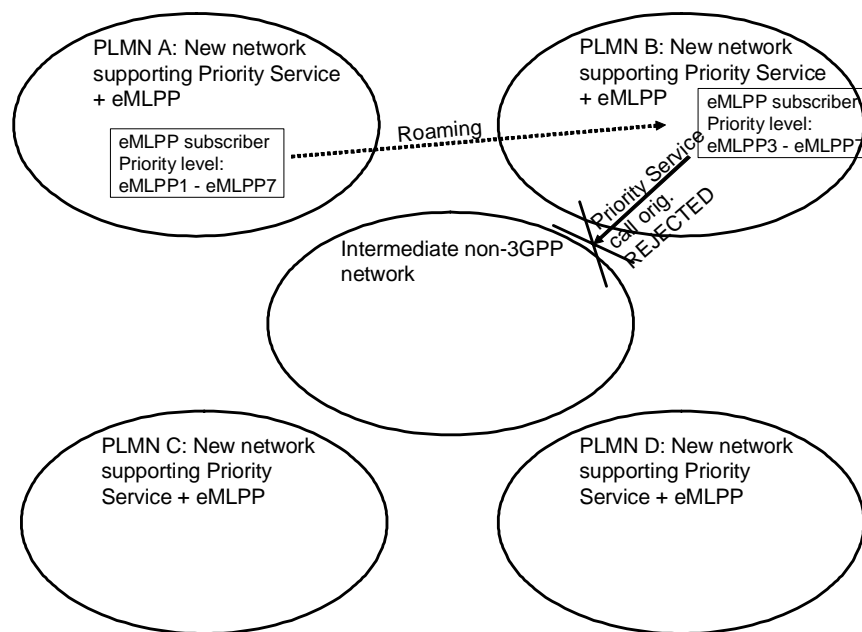 PLMN A: New network
supporting Priority Service
+ eMLPP
eMLPP subscriber
Priority level:
eMLPP1 - eMLPP7
Roaming
PLMN B: New network
supporting Priority Service
+ eMLPP
eMLPP subscriber
Priority level:
eMLPP3 - eMLPP7
Priority Service
call orig.
REJECTED
Intermediate non-3GPP
network
PLMN C: New network
supporting Priority
Service + eMLPP
PLMN D: New network
supporting Priority
Service + eMLPP